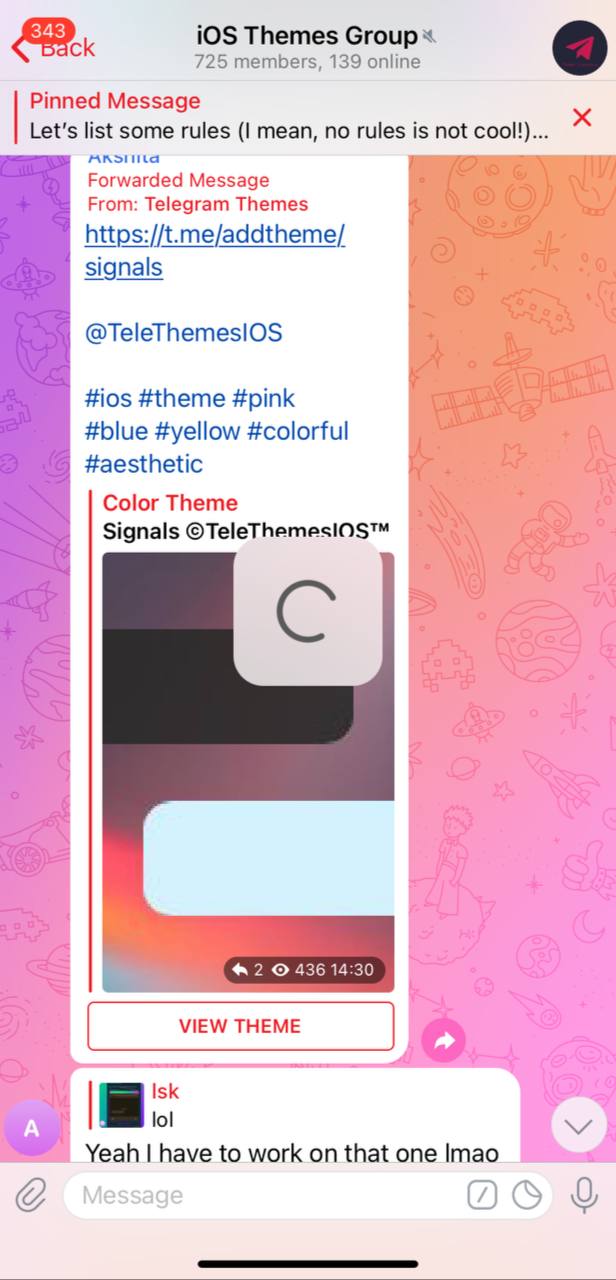 343
Back
iOS Themes Group
725 members, 139 online
Pinned Message
Let's list some rules (I mean, no rules is not cool!)...
Akshita
Forwarded Message
From: Telegram Themes
https://t.me/addtheme/
signals
@TeleThemesIOS
#ios #theme #pink
#blue #yellow #colorful
#aesthetic
Color Theme
Signals ©TeleThemesIOS™
2 436 14:30
VIEW THEME
Isk
lol
A
Yeah I have to work on that one lmao
Message